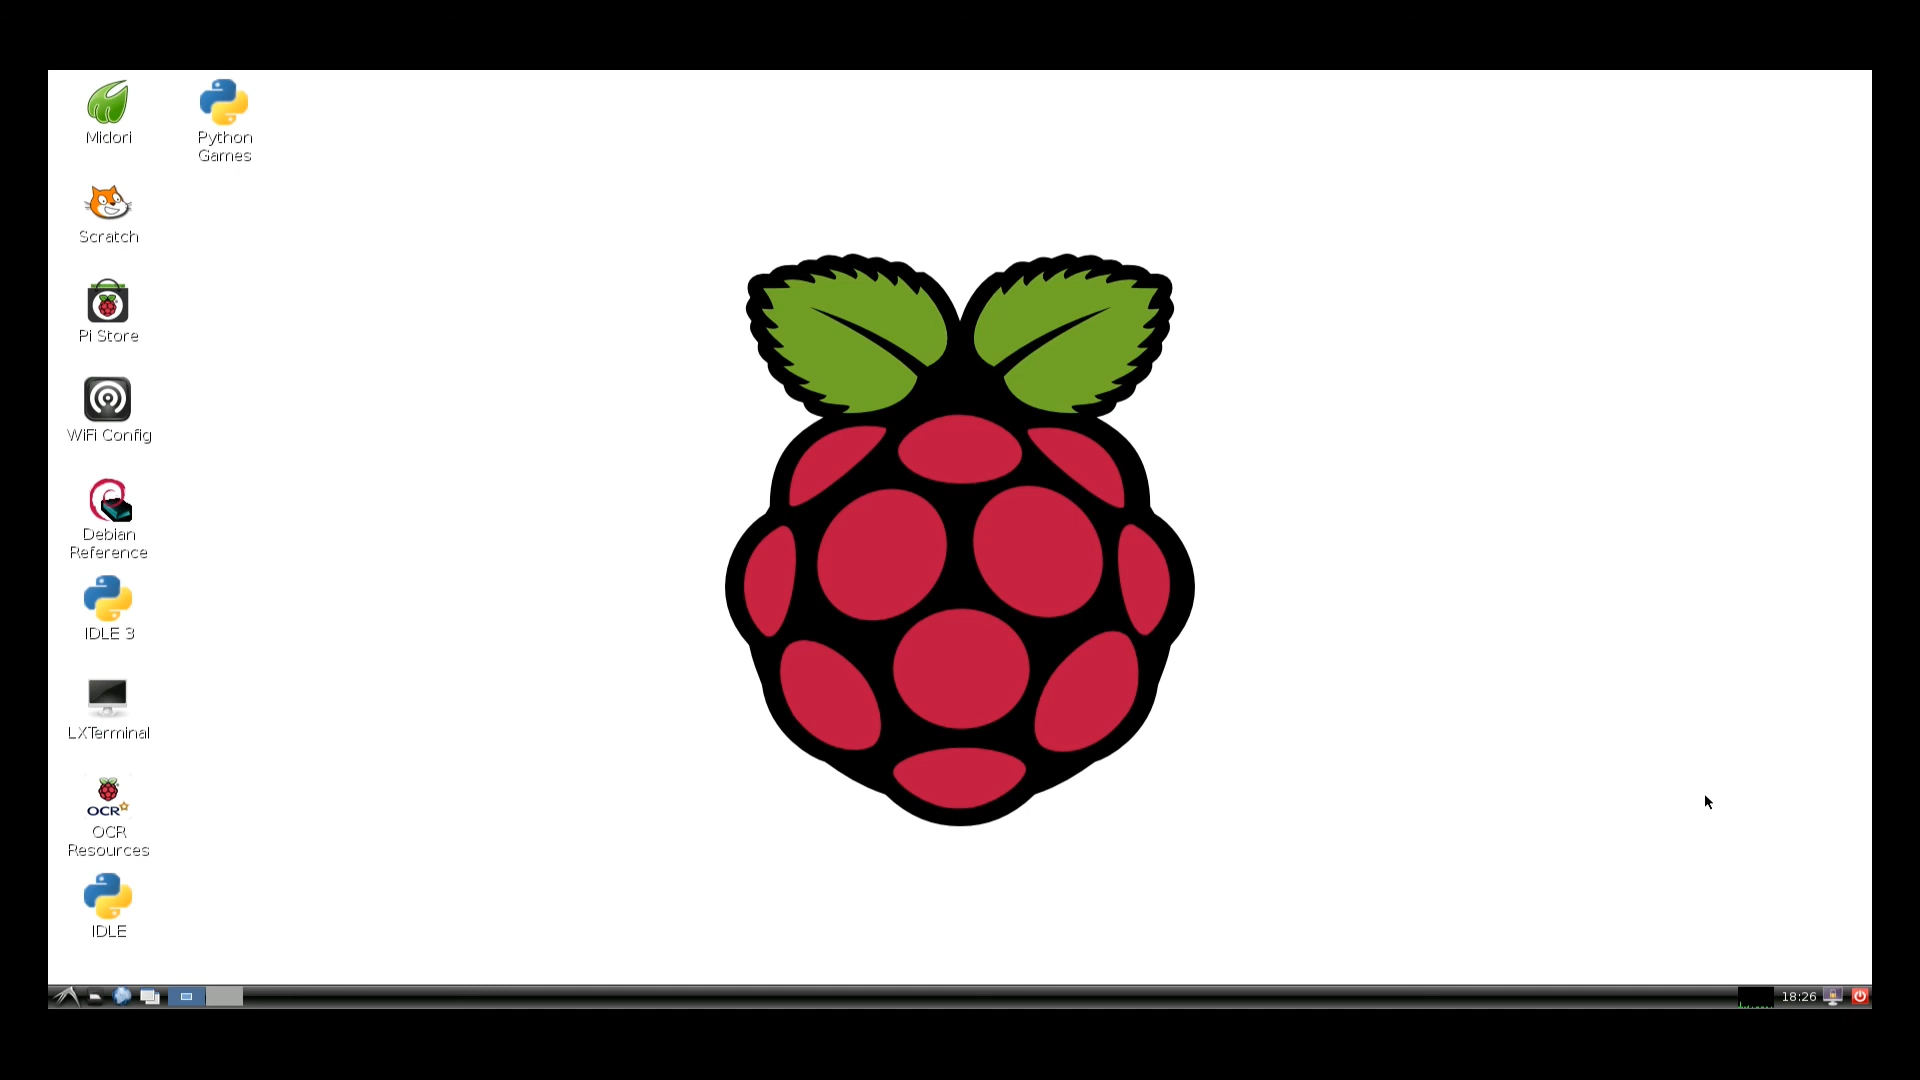 Midori
Python
Games
Scratch
Pi Store
WiFi Config
Debian
Reference
IDLE 3
LXTerminal
OCR
OCR
Resources
IDLE
18:26